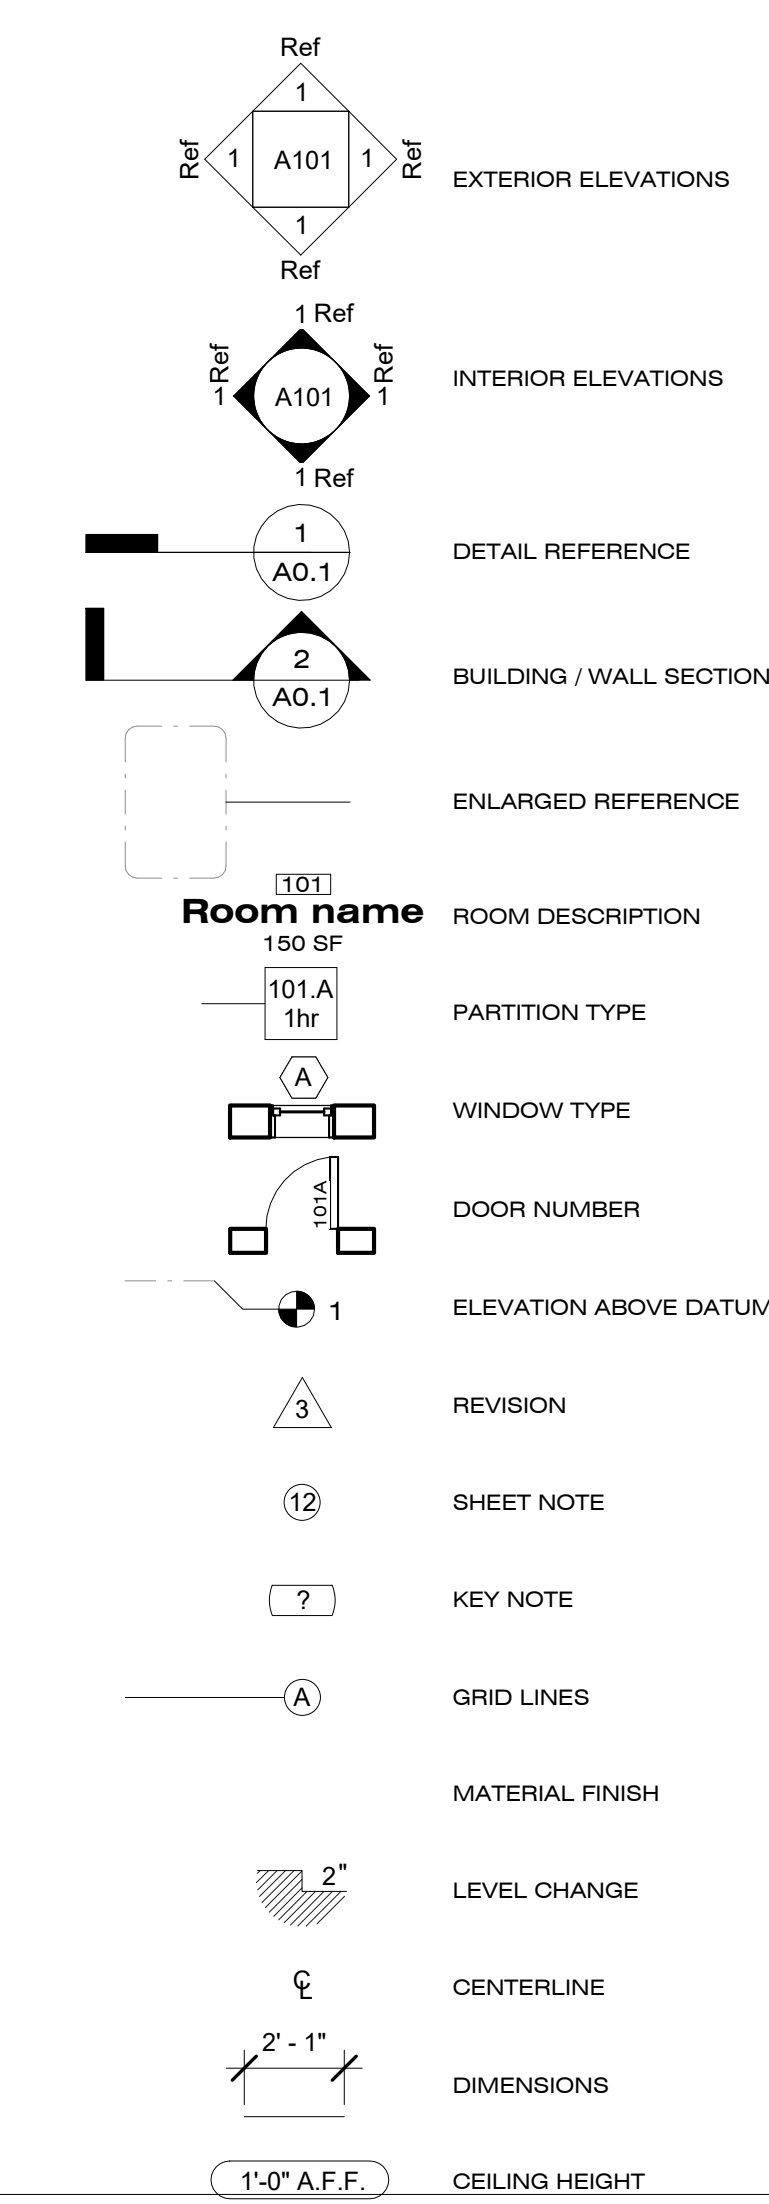 Ref
1
Ref 1 A101 1 Ref
EXTERIOR ELEVATIONS
1
Ref
1 Ref
Ref Ref
1 A101 1
INTERIOR ELEVATIONS
1 Ref
1
DETAIL REFERENCE
A0.1
2
BUILDING / WALL SECTION
A0.1
ENLARGED REFERENCE
101
Room name
ROOM DESCRIPTION
150 SF
101.A
1hr
PARTITION TYPE
A
WINDOW TYPE
101A
DOOR NUMBER
1
ELEVATION ABOVE DATUM
3
REVISION
12
SHEET NOTE
?
KEY NOTE
A
GRID LINES
MATERIAL FINISH
2"
LEVEL CHANGE
℄
CENTERLINE
2' - 1"
DIMENSIONS
1'-0" A.F.F.
CEILING HEIGHT